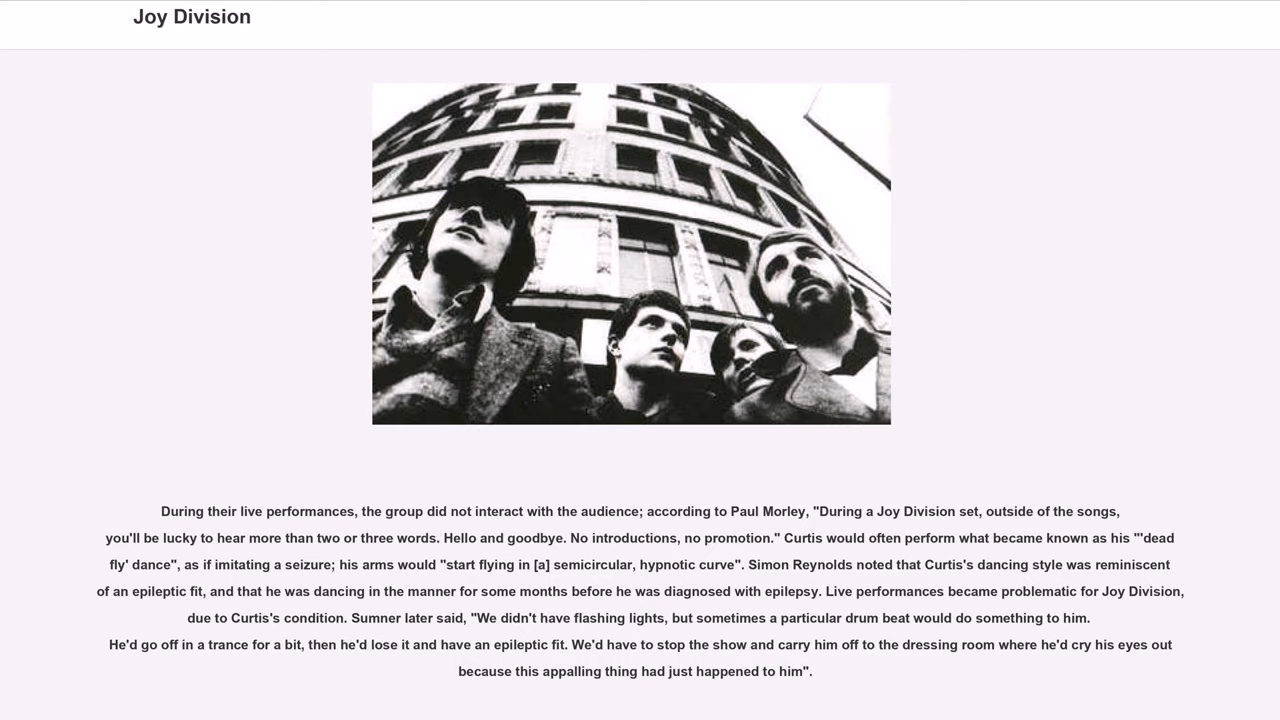 Joy Division
During their live performances, the group did not interact with the audience; according to Paul Morley, "During a Joy Division set, outside of the songs,
you'll be lucky to hear more than two or three words. Hello and goodbye. No introductions, no promotion." Curtis would often perform what became known as his "'dead
fly' dance", as if imitating a seizure; his arms would "start flying in [a] semicircular, hypnotic curve". Simon Reynolds noted that Curtis's dancing style was reminiscent
of an epileptic fit, and that he was dancing in the manner for some months before he was diagnosed with epilepsy. Live performances became problematic for Joy Division,
due to Curtis's condition. Sumner later said, "We didn't have flashing lights, but sometimes a particular drum beat would do something to him.
He'd go off in a trance for a bit, then he'd lose it and have an epileptic fit. We'd have to stop the show and carry him off to the dressing room where he'd cry his eyes out
because this appalling thing had just happened to him".